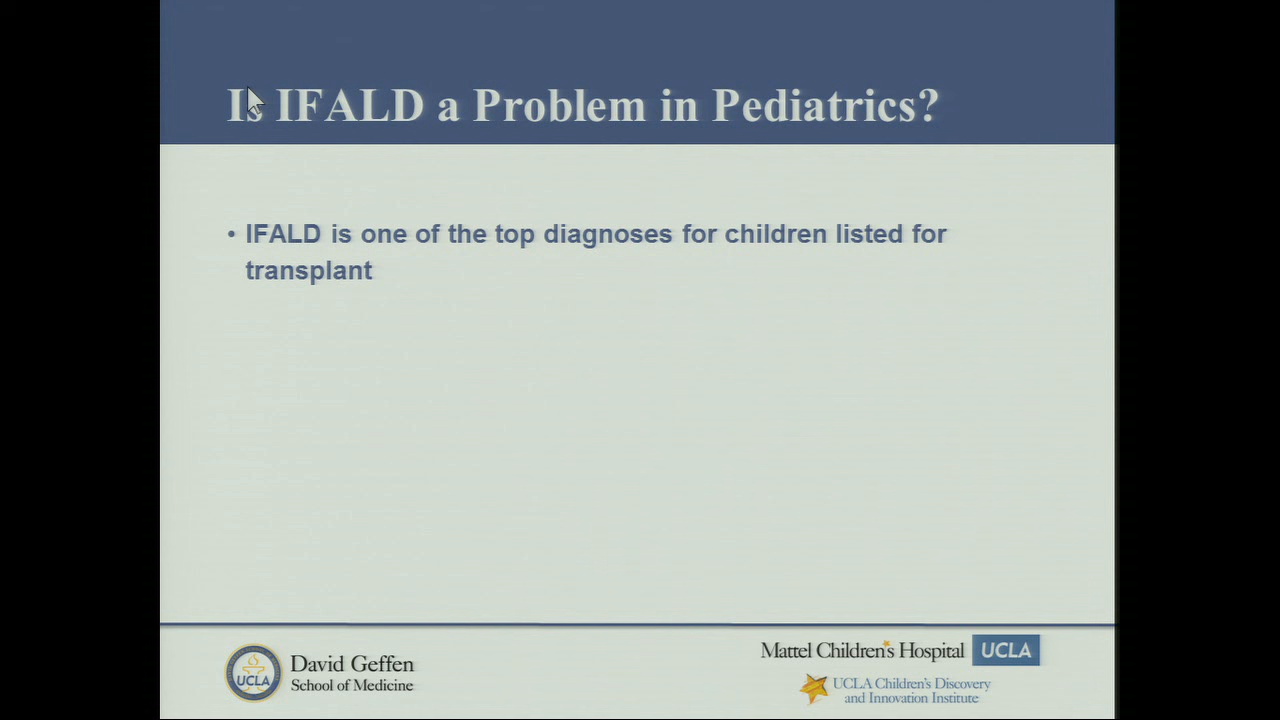 Is IFALD a Problem in Pediatrics?
• IFALD is one of the top diagnoses for children listed for
transplant
UCLA
David Geffen
School of Medicine
Mattel Children's Hospital
UCLA
UCLA Children's Discovery
and Innovation Institute